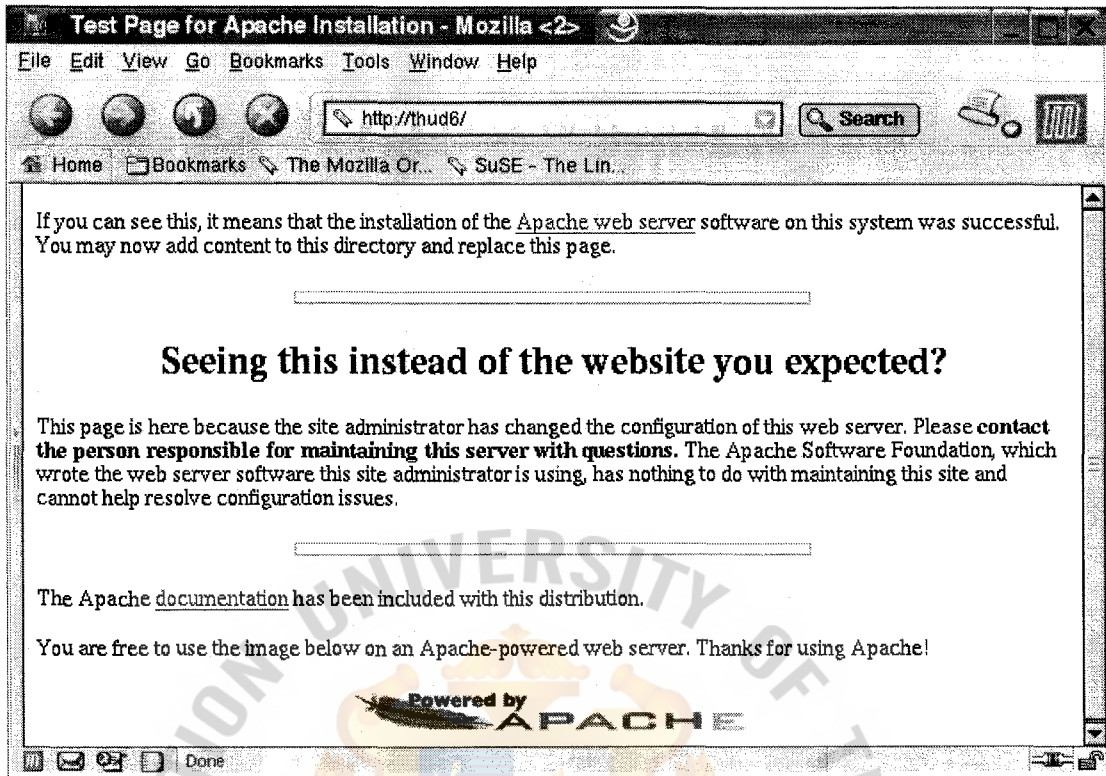 Test Page for Apache Installation - Mozilla <2>
File Edit View Go Bookmarks Tools Window Help
http://thud6/ Search
Home Bookmarks The Mozilla Or... SuSE - The Lin...
If you can see this, it means that the installation of the Apache web server software on this system was successful.
You may now add content to this directory and replace this page.
Seeing this instead of the website you expected?
This page is here because the site administrator has changed the configuration of this web server. Please contact
the person responsible for maintaining this server with questions. The Apache Software Foundation, which
wrote the web server software this site administrator is using, has nothing to do with maintaining this site and
cannot help resolve configuration issues.
The Apache documentation has been included with this distribution.
You are free to use the image below on an Apache-powered web server. Thanks for using Apache!
Powered by
APACHE
Done
UNIVERSITY OF